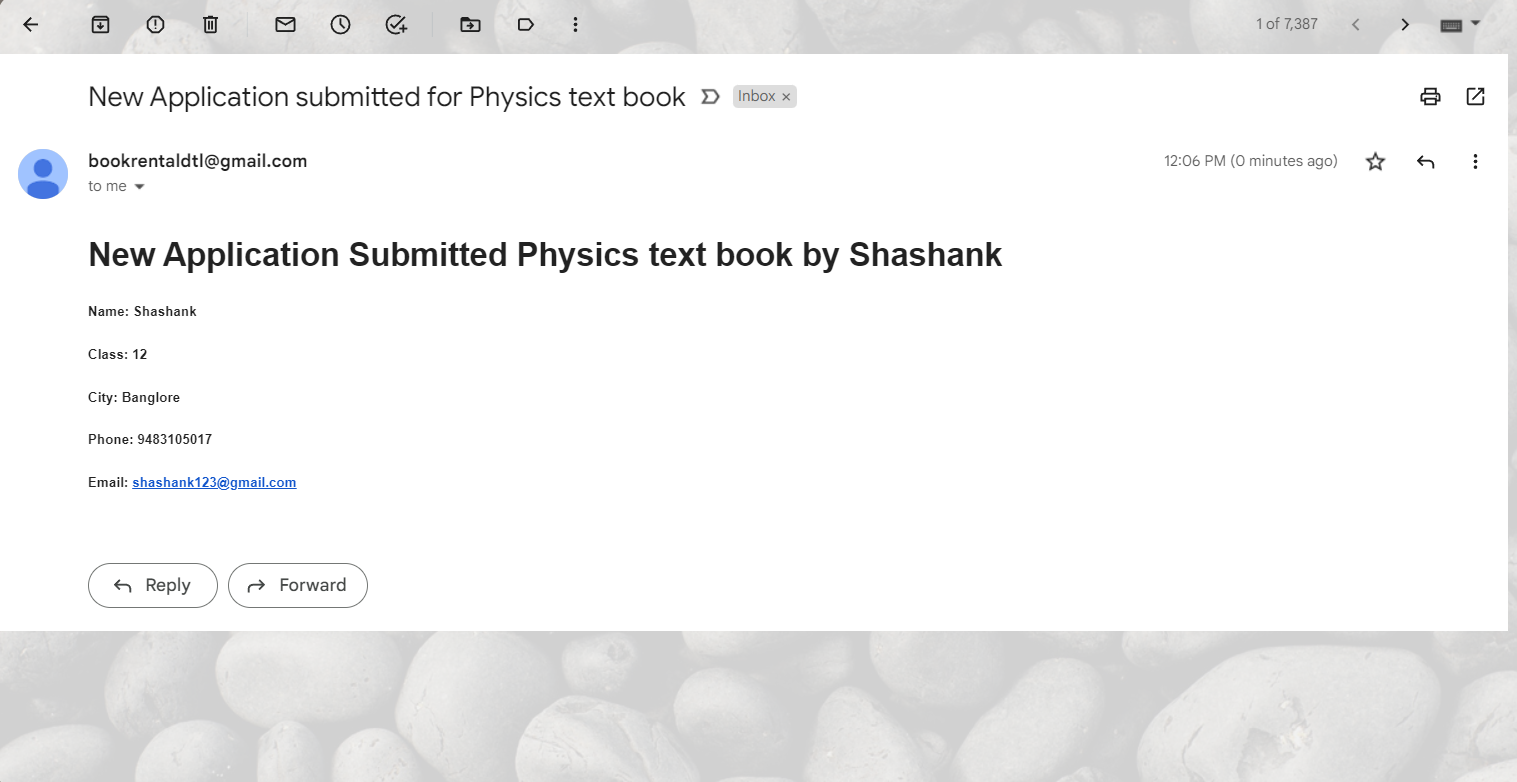 1 of 7,387
New Application submitted for Physics text book Inbox ×
bookrentaldtl@gmail.com 12:06 PM (0 minutes ago)
to me
New Application Submitted Physics text book by Shashank
Name: Shashank
Class: 12
City: Banglore
Phone: 9483105017
Email: shashank123@gmail.com
Reply Forward